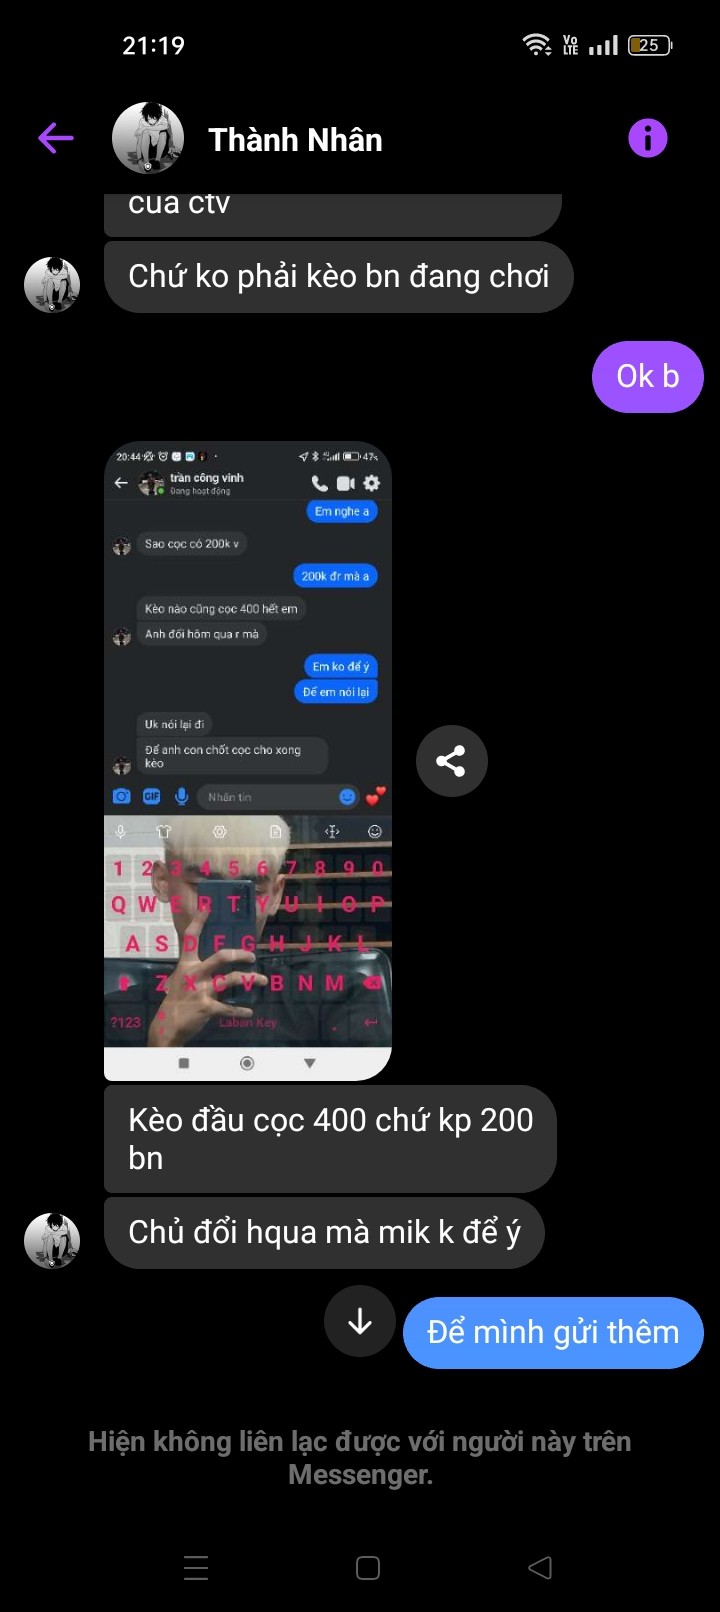 21:19
Vo
LTE
25
Thành Nhân
của ctv
Chứ ko phải kèo bn đang chơi
Ok b
20:44
47%
trần công vinh
Đang hoạt động
Em nghe a
Sao cọc có 200k v
200k đr mà a
Kèo nào cũng cọc 400 hết em
Anh đổi hôm qua r mà
Em ko để ý
Để em nói lại
Uk nói lại đi
Để anh con chốt cọc cho xong
kèo
GIF
Nhắn tin
1 2 3 4 5 6 7 8 9 0
Q W E R T Y U I O P
A S D F G H J K L
Z X C V B N M
?123 , Laban Key .
Kèo đầu cọc 400 chứ kp 200
bn
Chủ đổi hqua mà mik k để ý
Để mình gửi thêm
Hiện không liên lạc được với người này trên
Messenger.